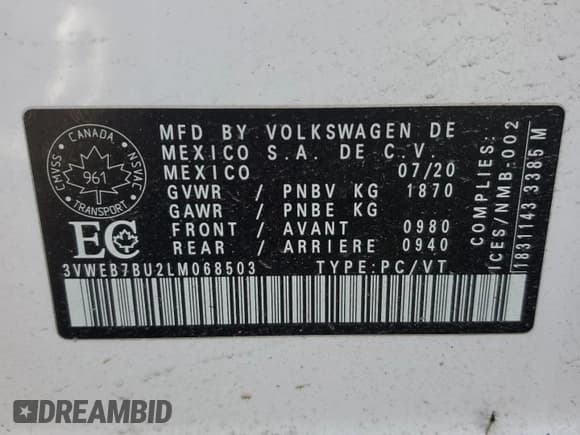 CANADA
CMVSS
NSVAC
961
TRANSPORT
EC
MFD BY VOLKSWAGEN DE
MEXICO S.A. DE C.V.
MEXICO 07/20
GVWR / PNBV KG 1870
GAWR / PNBE KG
FRONT / AVANT 0980
REAR / ARRIERE 0940
3VWEB7BU2LM068503 TYPE:PC/VT
COMPLIES:
ICES/NMB-002
1831143 3385M
DREAMBID